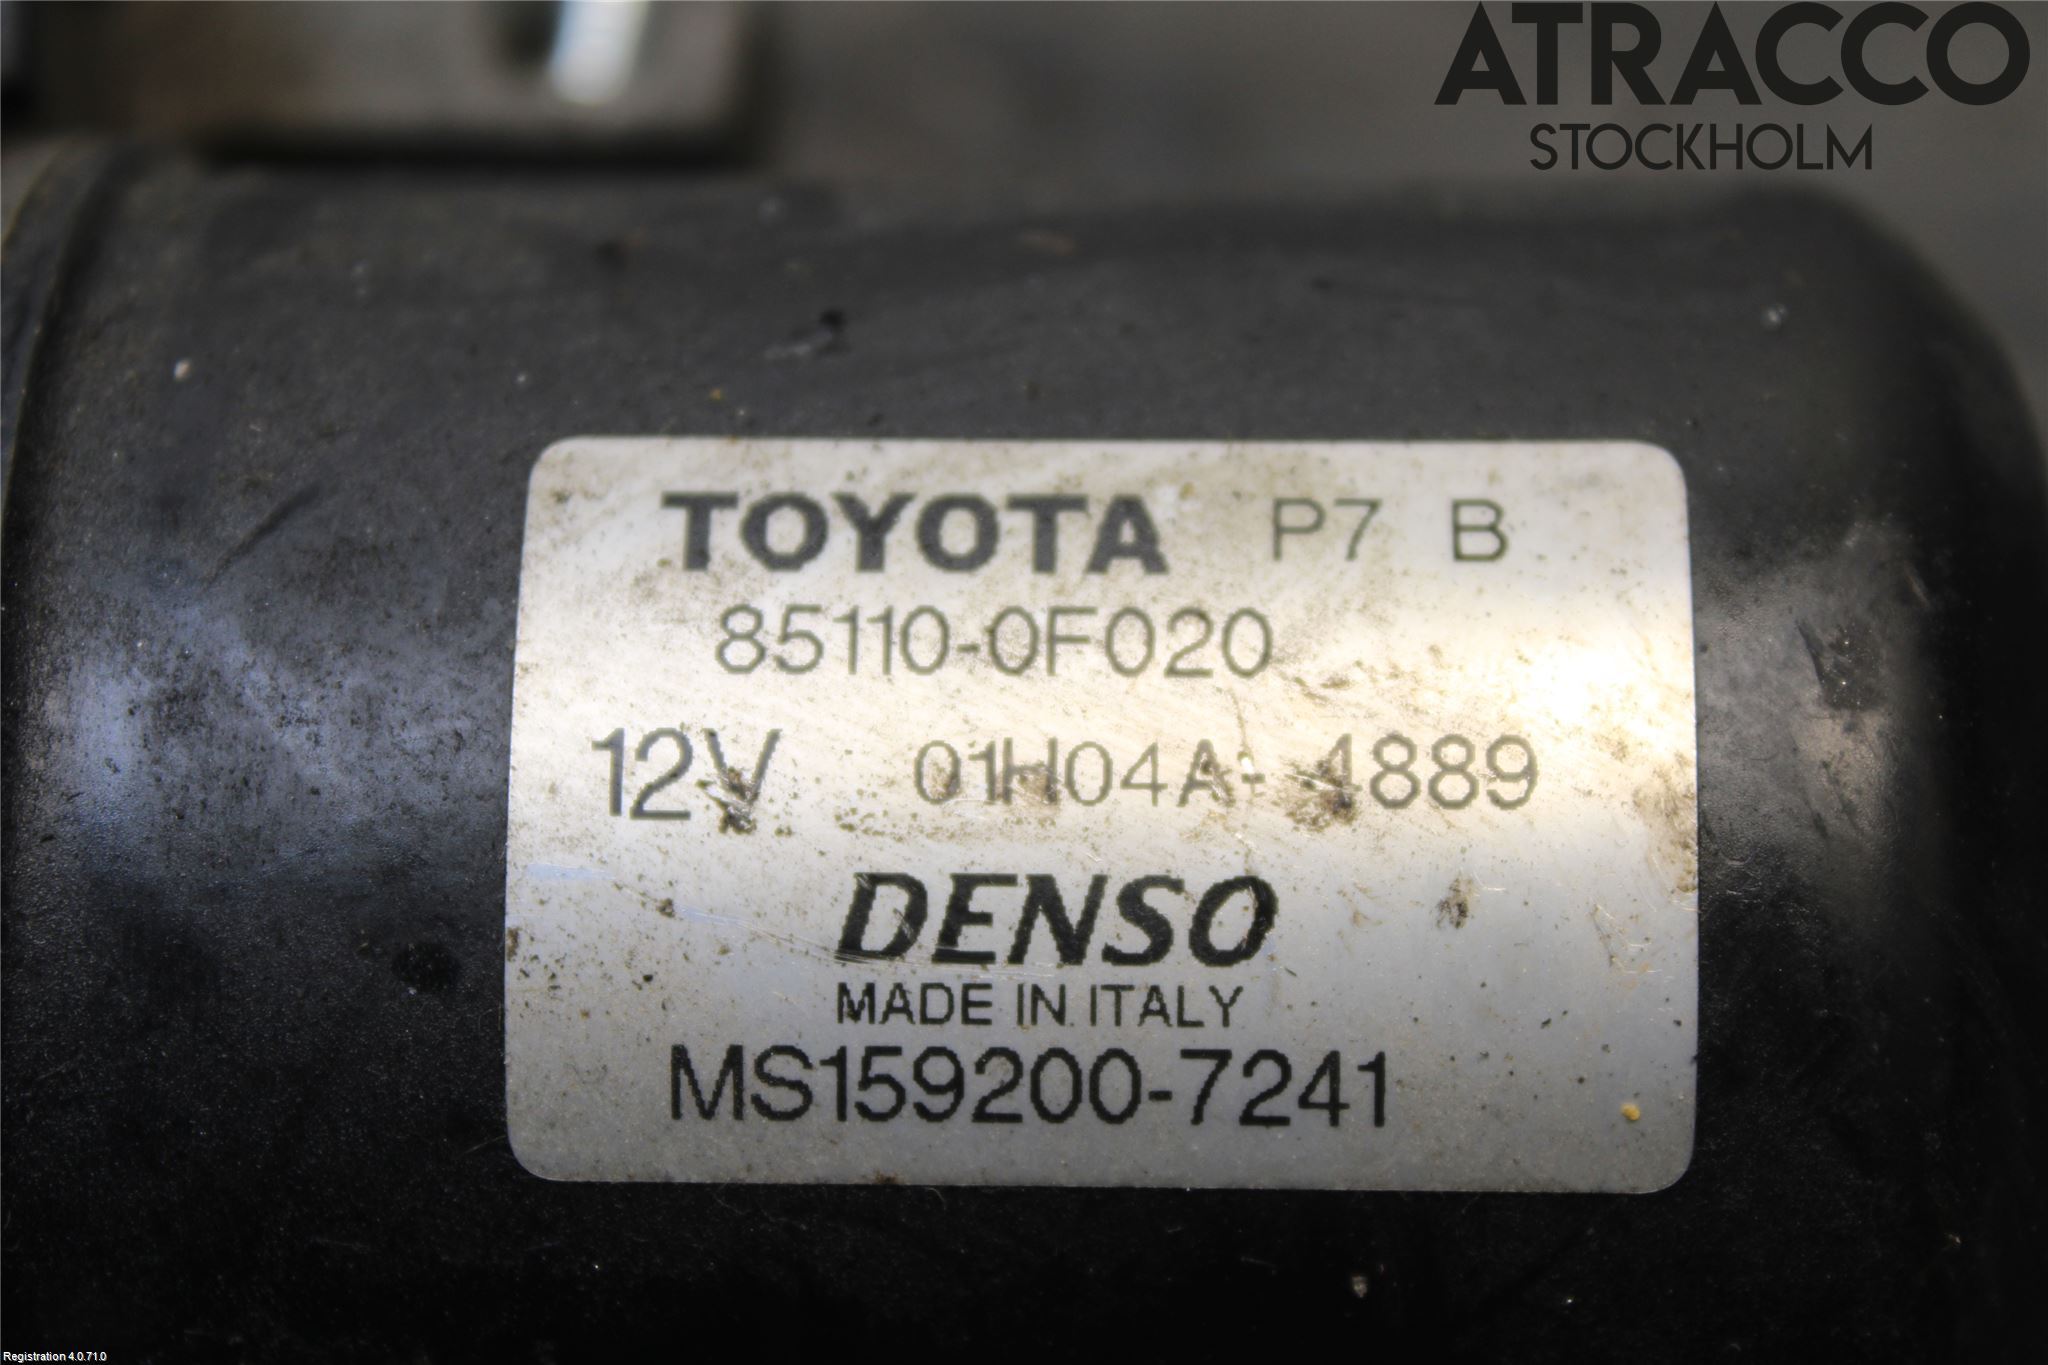 ATRACCO
STOCKHOLM
TOYOTA P7 B
85110-0F020
12V 01H04A-4889
DENSO
MADE IN ITALY
MS159200-7241
Registration 4.0.71.0